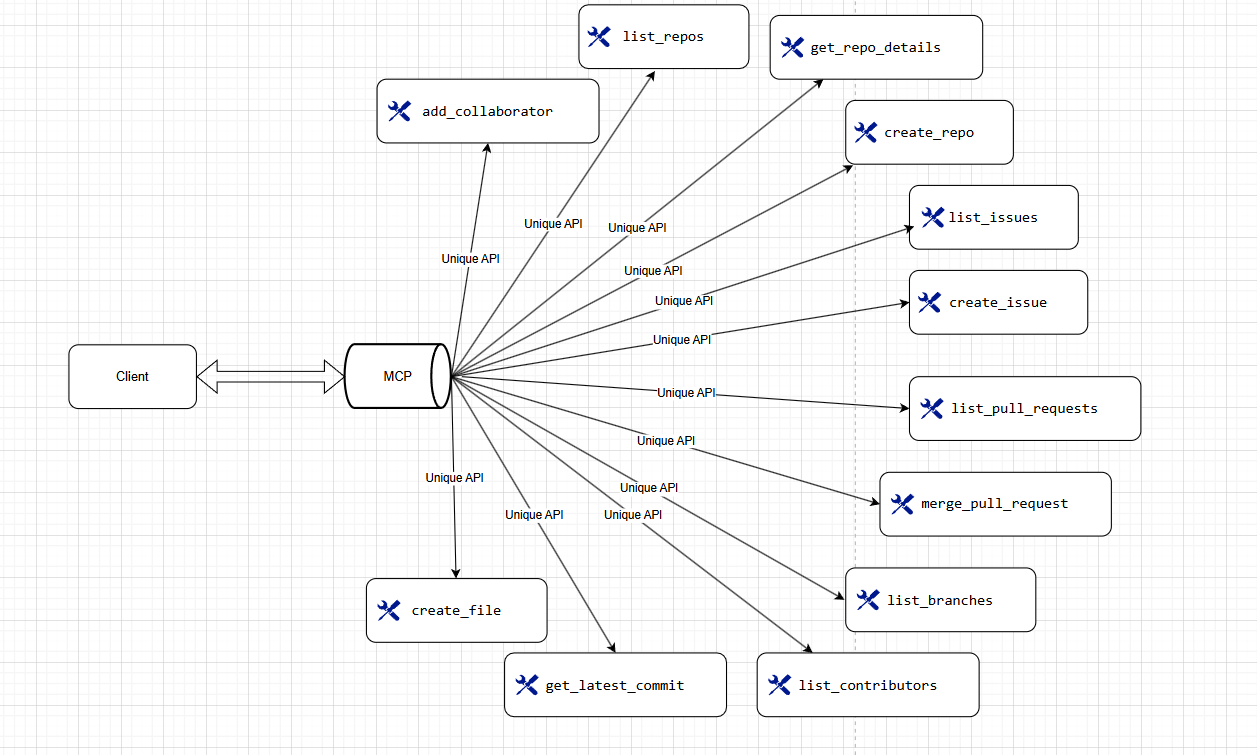 list_repos
get_repo_details
add_collaborator
create_repo
list_issues
Unique API
Unique API
Unique API
Unique API
Unique API
create_issue
Unique API
Client
MCP
Unique API
list_pull_requests
Unique API
Unique API
Unique API
merge_pull_request
Unique API
Unique API
list_branches
create_file
get_latest_commit
list_contributors